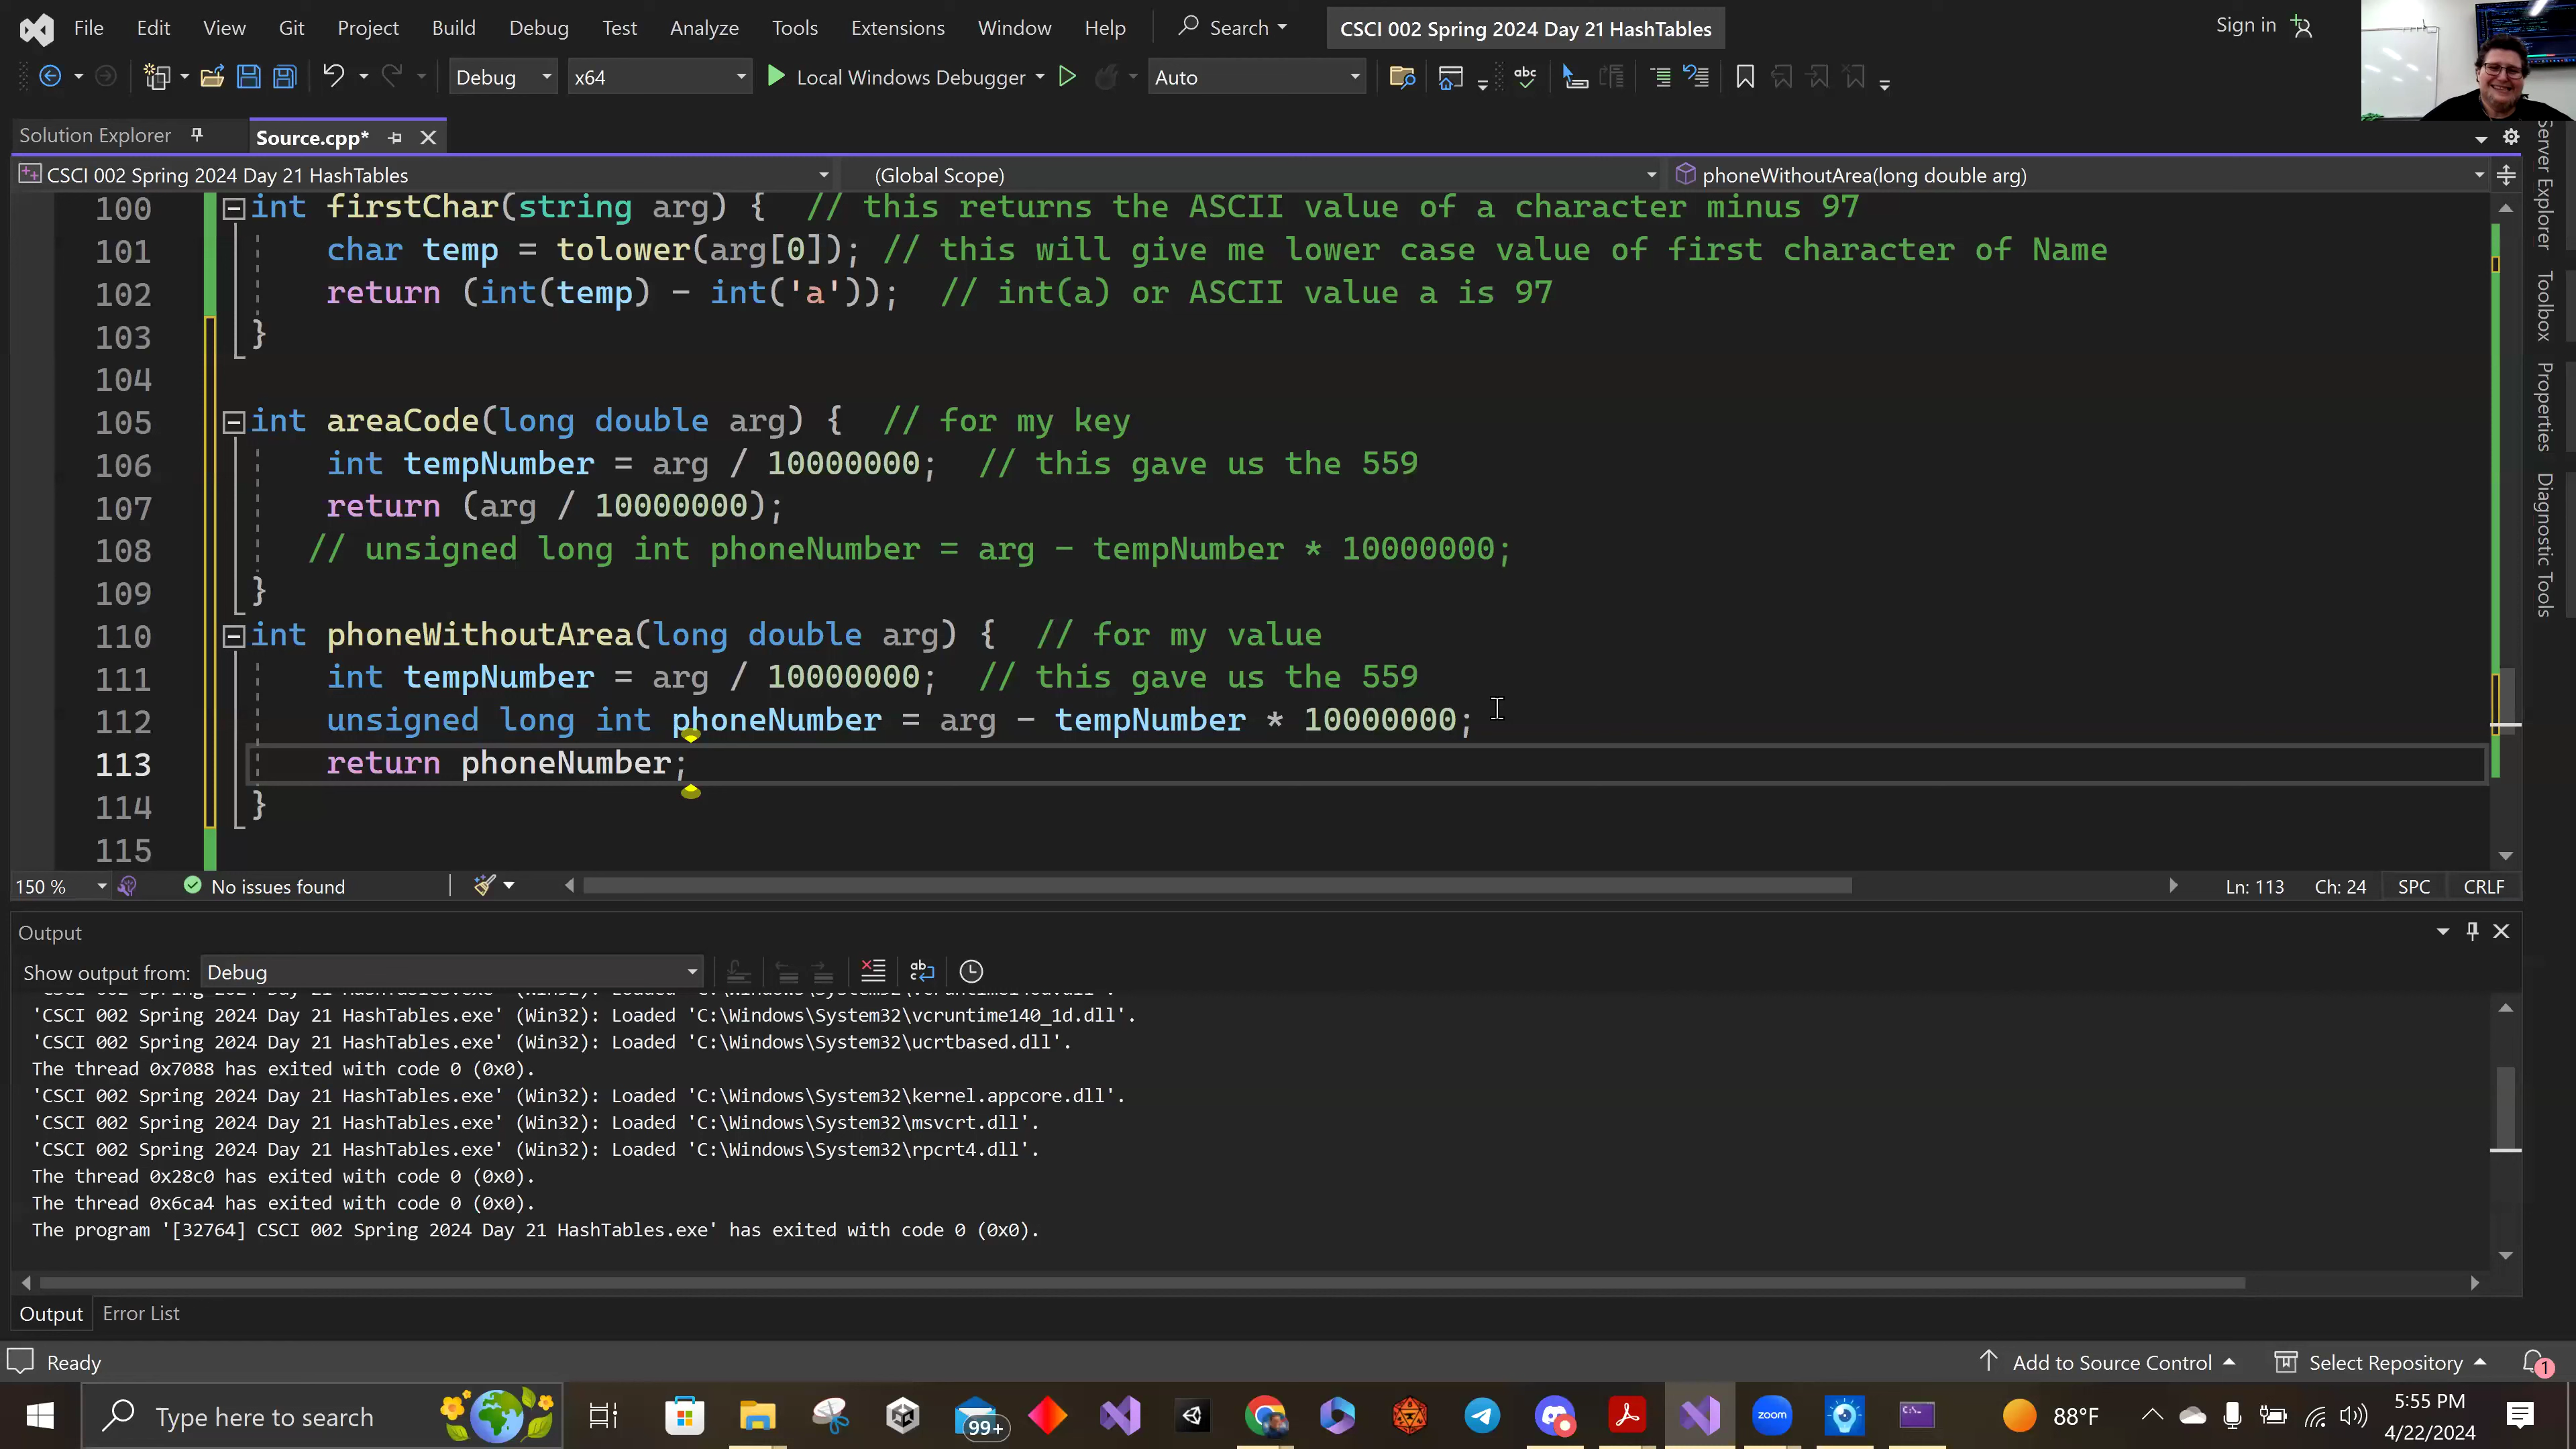 File Edit View Git Project Build Debug Test Analyze Tools Extensions Window Help Search CSCI 002 Spring 2024 Day 21 HashTables Sign in
Debug x64 Local Windows Debugger Auto
Solution Explorer Source.cpp*
CSCI 002 Spring 2024 Day 21 HashTables (Global Scope) phoneWithoutArea(long double arg)
100 int firstChar(string arg) { // this returns the ASCII value of a character minus 97
101 char temp = tolower(arg[0]); // this will give me lower case value of first character of Name
102 return (int(temp) - int('a')); // int(a) or ASCII value a is 97
103 }
104
105 int areaCode(long double arg) { // for my key
106 int tempNumber = arg / 10000000; // this gave us the 559
107 return (arg / 10000000);
108 // unsigned long int phoneNumber = arg - tempNumber * 10000000;
109 }
110 int phoneWithoutArea(long double arg) { // for my value
111 int tempNumber = arg / 10000000; // this gave us the 559
112 unsigned long int phoneNumber = arg - tempNumber * 10000000;
113 return phoneNumber;
114 }
115
Server Explorer
Toolbox
Properties
Diagnostic Tools
150 % No issues found Ln: 113 Ch: 24 SPC CRLF
Output
Show output from: Debug
'CSCI 002 Spring 2024 Day 21 HashTables.exe' (Win32): Loaded 'C:\Windows\System32\vcruntime140_1d.dll'.
'CSCI 002 Spring 2024 Day 21 HashTables.exe' (Win32): Loaded 'C:\Windows\System32\ucrtbased.dll'.
The thread 0x7088 has exited with code 0 (0x0).
'CSCI 002 Spring 2024 Day 21 HashTables.exe' (Win32): Loaded 'C:\Windows\System32\kernel.appcore.dll'.
'CSCI 002 Spring 2024 Day 21 HashTables.exe' (Win32): Loaded 'C:\Windows\System32\msvcrt.dll'.
'CSCI 002 Spring 2024 Day 21 HashTables.exe' (Win32): Loaded 'C:\Windows\System32\rpcrt4.dll'.
The thread 0x28c0 has exited with code 0 (0x0).
The thread 0x6ca4 has exited with code 0 (0x0).
The program '[32764] CSCI 002 Spring 2024 Day 21 HashTables.exe' has exited with code 0 (0x0).
Output Error List
Ready Add to Source Control Select Repository 1
Type here to search 99+ zoom 88°F 5:55 PM
4/22/2024